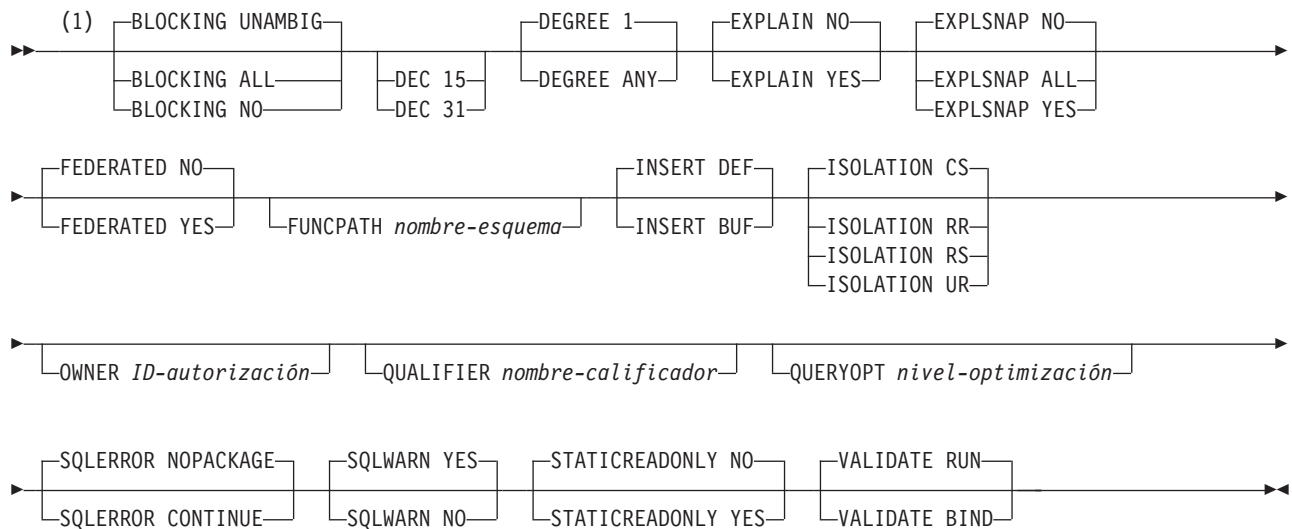 (1) BLOCKING UNAMBIG DEGREE 1 EXPLAIN NO EXPLSNAP NO
BLOCKING ALL DEC 15 DEGREE ANY EXPLAIN YES EXPLSNAP ALL
BLOCKING NO DEC 31 EXPLSNAP YES
FEDERATED NO INSERT DEF ISOLATION CS
FEDERATED YES FUNCPATH nombre-esquema INSERT BUF ISOLATION RR
ISOLATION RS
ISOLATION UR
OWNER ID-autorización QUALIFIER nombre-calificador QUERYOPT nivel-optimización
SQLERROR NOPACKAGE SQLWARN YES STATICREADONLY NO VALIDATE RUN
SQLERROR CONTINUE SQLWARN NO STATICREADONLY YES VALIDATE BIND